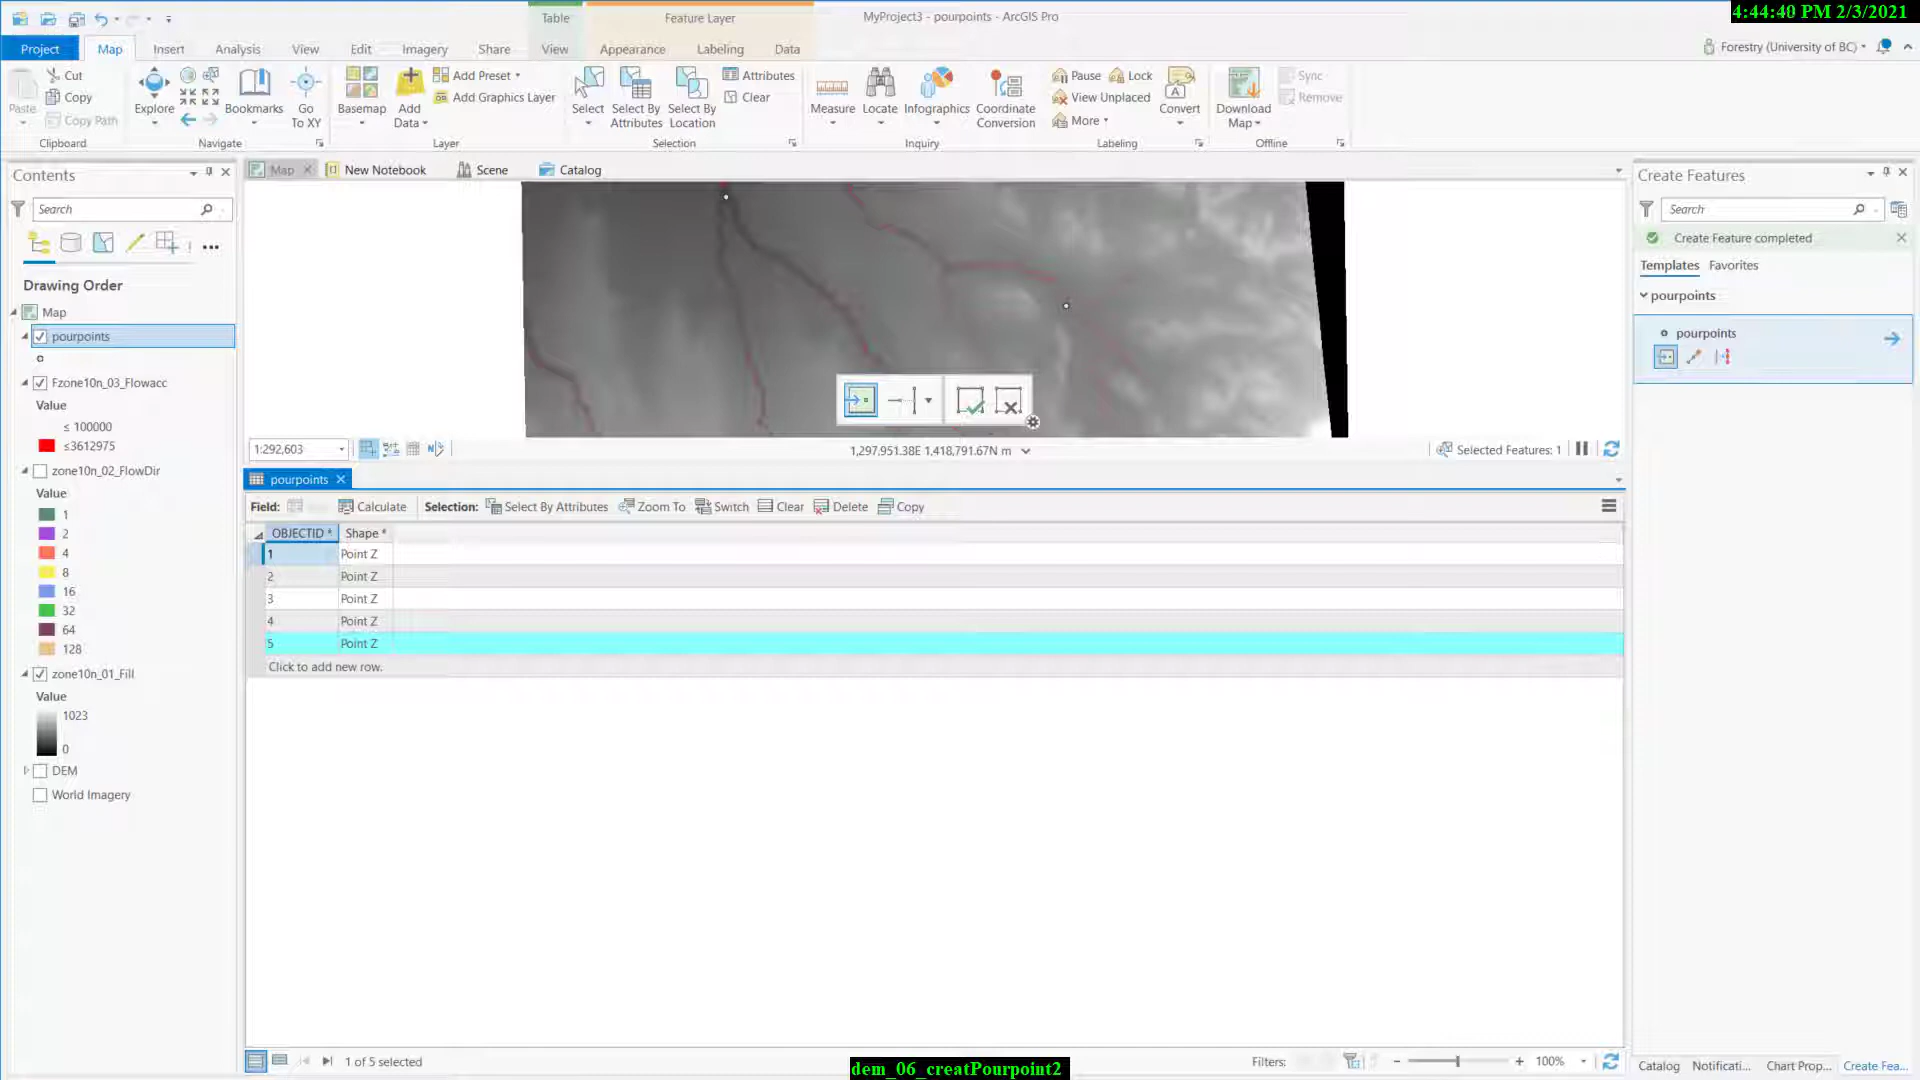 4:44:40 PM 2/3/2021
Table
Feature Layer
MyProject3 - pourpoints - ArcGIS Pro
Project
Map
Insert
Analysis
View
Edit
Imagery
Share
View
Appearance
Labeling
Data
Forestry (University of BC)
Paste
Cut
Copy
Copy Path
Clipboard
Explore
Bookmarks
Go To XY
Navigate
Basemap
Add Data
Add Preset
Add Graphics Layer
Layer
Select
Select By Attributes
Select By Location
Attributes
Clear
Selection
Measure
Locate
Infographics
Coordinate Conversion
Inquiry
Pause
Lock
View Unplaced
More
Convert
Labeling
Download Map
Sync
Remove
Offline
Contents
Search
Drawing Order
Map
pourpoints
Fzone10n_03_Flowacc
Value
≤ 100000
≤3612975
zone10n_02_FlowDir
Value
1
2
4
8
16
32
64
128
zone10n_01_Fill
Value
1023
0
DEM
World Imagery
Map
New Notebook
Scene
Catalog
1:292,603
1,297,951.38E 1,418,791.67N m
Selected Features: 1
pourpoints
Field:
Calculate
Selection:
Select By Attributes
Zoom To
Switch
Clear
Delete
Copy
OBJECTID *
Shape *
1 Point Z
2 Point Z
3 Point Z
4 Point Z
5 Point Z
Click to add new row.
1 of 5 selected
Filters:
100%
dem_06_creatPourpoint2
Create Features
Search
Create Feature completed
Templates
Favorites
pourpoints
pourpoints
Catalog
Notificati...
Chart Prop...
Create Fea...